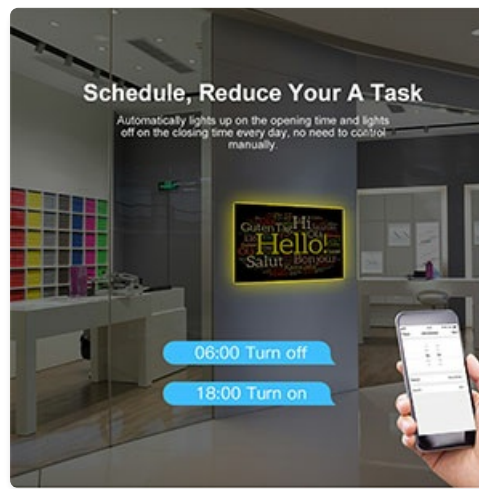 Schedule, Reduce Your A Task
Automatically lights up on the opening time and lights
off on the closing time every day, no need to control
manually.
Guten Tag Hi
Hello!
Salut Bonjour
06:00 Turn off
18:00 Turn on